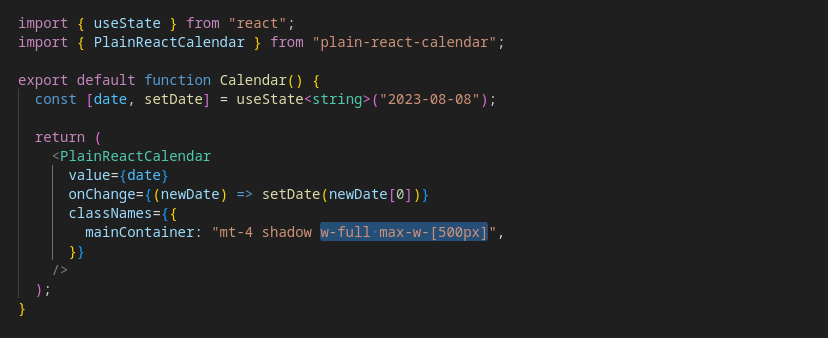 import { useState } from "react";
import { PlainReactCalendar } from "plain-react-calendar";
export default function Calendar() {
const [date, setDate] = useState<string>("2023-08-08");
return (
<PlainReactCalendar
value={date}
onChange={(newDate) => setDate(newDate[0])}
classNames={{
mainContainer: "mt-4 shadow w-full max-w-[500px]",
}}
/>
);
}